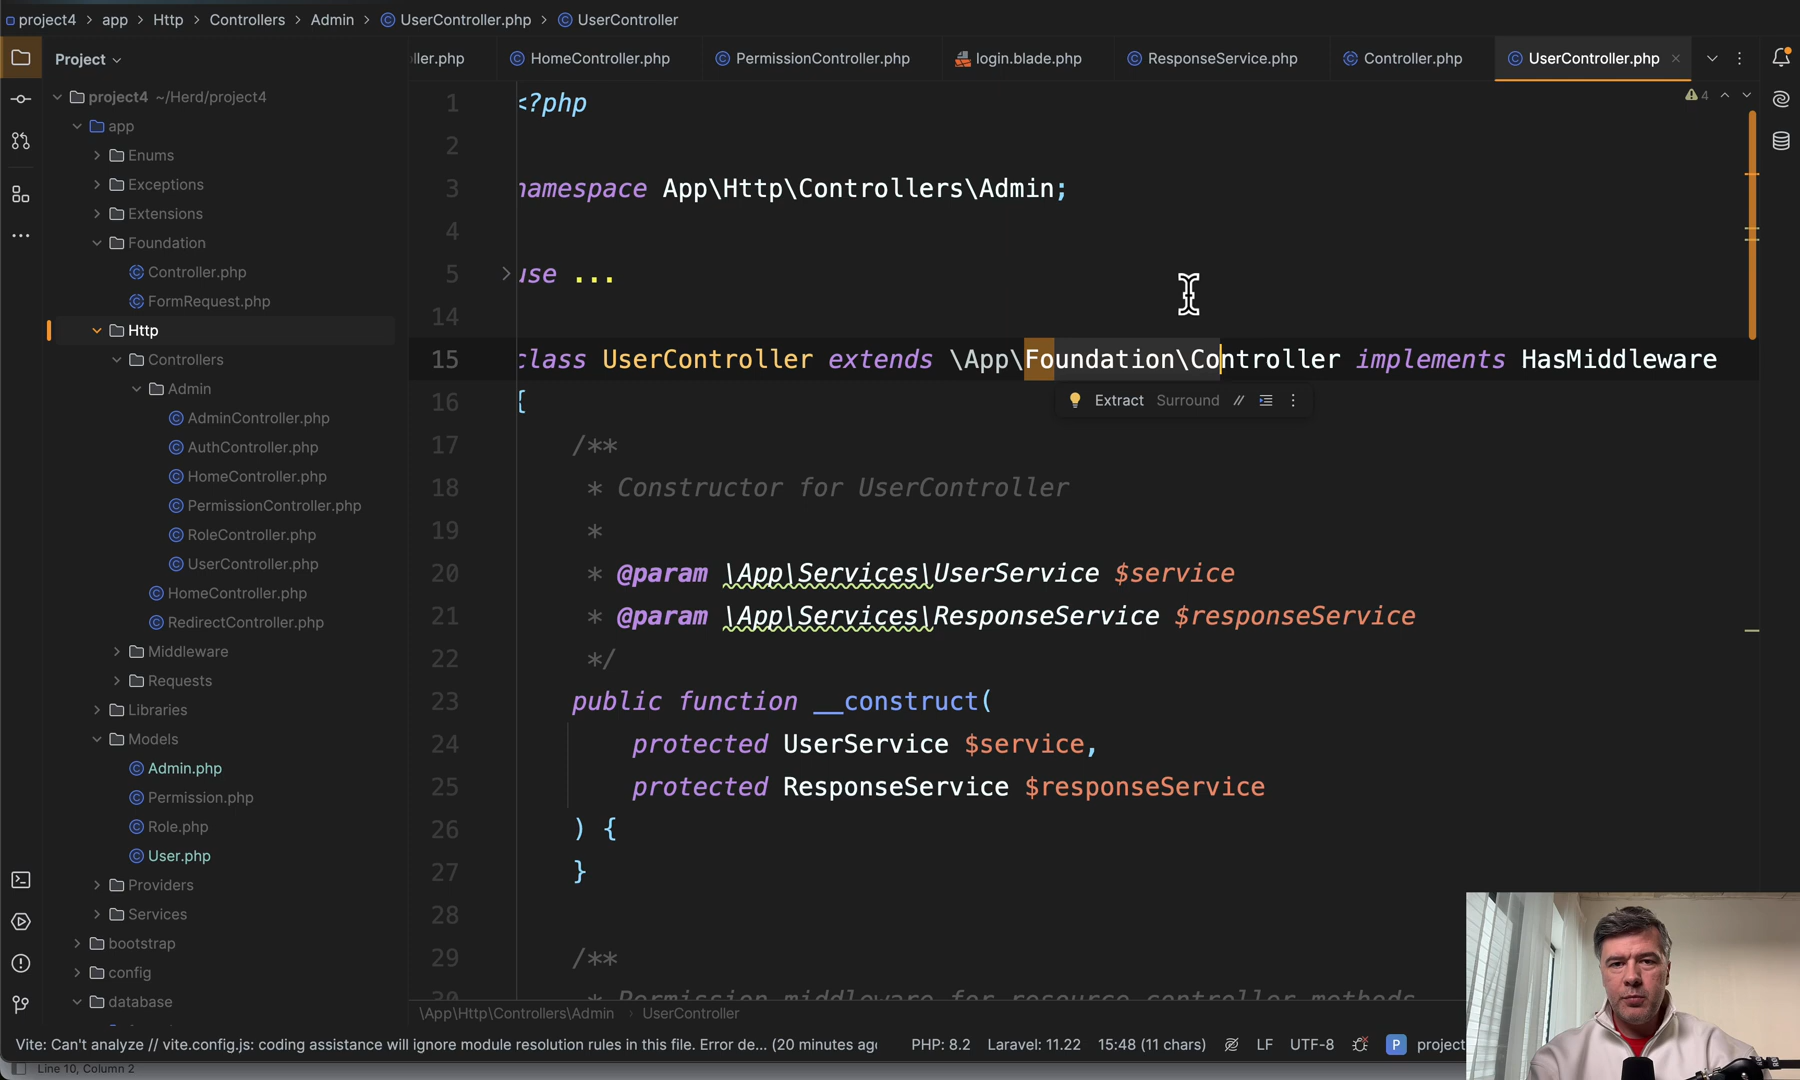 project4 > app > Http > Controllers > Admin > UserController.php > UserController
Project
ller.php
HomeController.php
PermissionController.php
login.blade.php
ResponseService.php
Controller.php
UserController.php
4
project4 ~/Herd/project4
app
Enums
Exceptions
Extensions
Foundation
Controller.php
FormRequest.php
Http
Controllers
Admin
AdminController.php
AuthController.php
HomeController.php
PermissionController.php
RoleController.php
UserController.php
HomeController.php
RedirectController.php
Middleware
Requests
Libraries
Models
Admin.php
Permission.php
Role.php
User.php
Providers
Services
bootstrap
config
database
1 <?php
2
3 namespace App\Http\Controllers\Admin;
4
5 use ...
14
15 class UserController extends \App\Foundation\Controller implements HasMiddleware
16 {
Extract Surround //
17 /**
18 * Constructor for UserController
19 *
20 * @param \App\Services\UserService $service
21 * @param \App\Services\ResponseService $responseService
22 */
23 public function __construct(
24 protected UserService $service,
25 protected ResponseService $responseService
26 ) {
27 }
28
29 /**
30 * Permission middleware for resource controller methods
\App\Http\Controllers\Admin > UserController
Vite: Can't analyze // vite.config.js: coding assistance will ignore module resolution rules in this file. Error de... (20 minutes ago
PHP: 8.2 Laravel: 11.22 15:48 (11 chars) LF UTF-8 P project
Line 10, Column 2